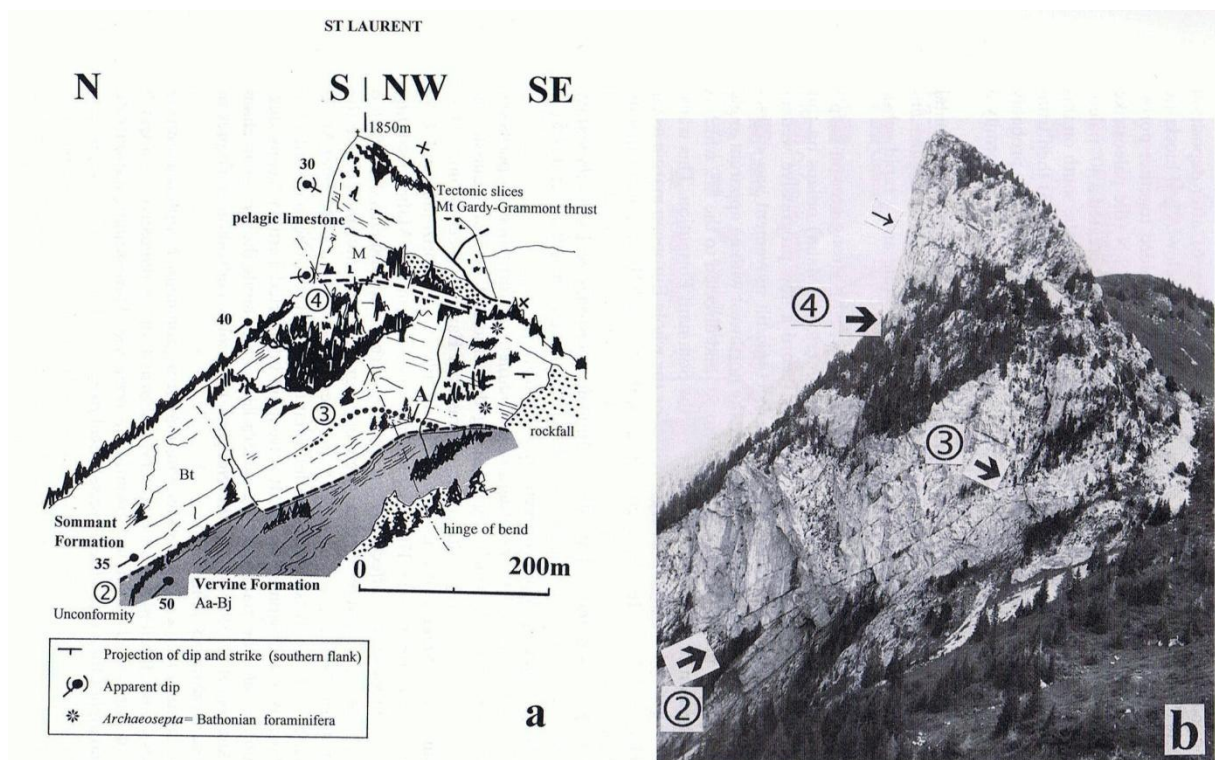 ST LAURENT
N
S | NW
SE
1850m
30
Tectonic slices
Mt Gardy-Grammont thrust
pelagic limestone
M
④
40
③
A
rockfall
Bt
hinge of bend
Sommant
Formation
35
②
Unconformity
50
Vervine Formation
Aa-Bj
0
200m
Projection of dip and strike (southern flank)
Apparent dip
Archaeosepta= Bathonian foraminifera
a
④
③
②
b